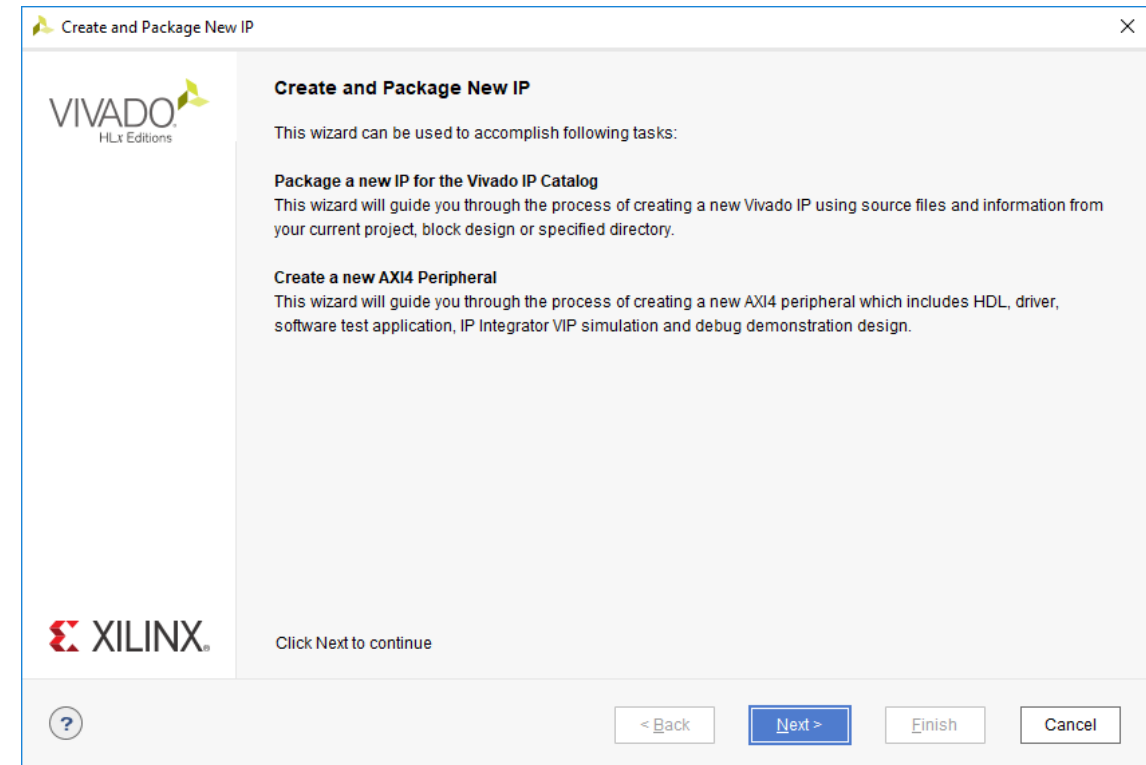 Create and Package New IP
VIVADO
HLx Editions
Create and Package New IP
This wizard can be used to accomplish following tasks:
Package a new IP for the Vivado IP Catalog
This wizard will guide you through the process of creating a new Vivado IP using source files and information from
your current project, block design or specified directory.
Create a new AXI4 Peripheral
This wizard will guide you through the process of creating a new AXI4 peripheral which includes HDL, driver,
software test application, IP Integrator VIP simulation and debug demonstration design.
XILINX®
Click Next to continue
?
< Back
Next >
Finish
Cancel